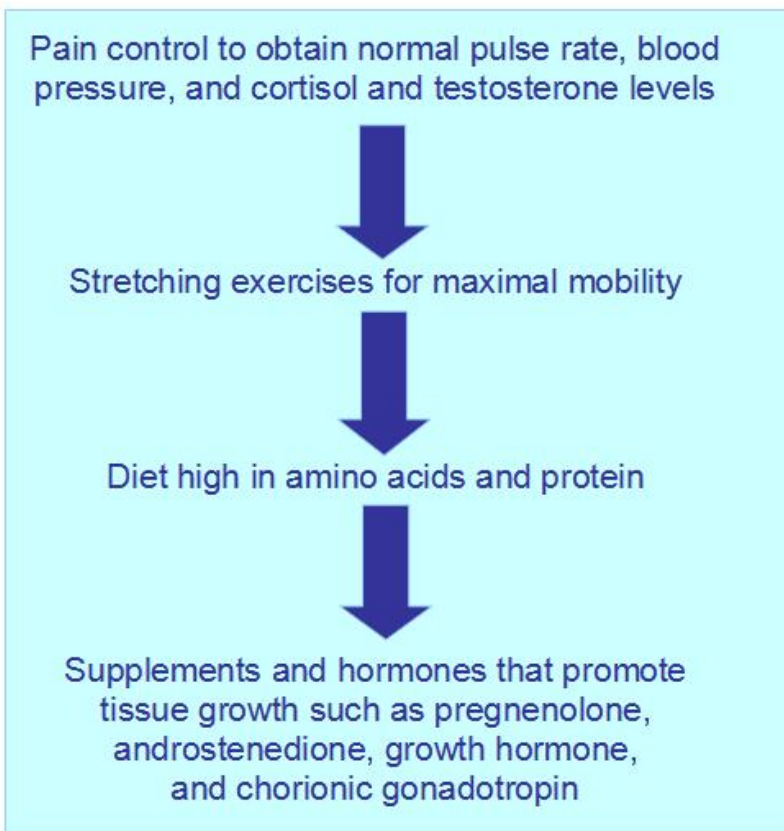 Pain control to obtain normal pulse rate, blood
pressure, and cortisol and testosterone levels
Stretching exercises for maximal mobility
Diet high in amino acids and protein
Supplements and hormones that promote
tissue growth such as pregnenolone,
androstenedione, growth hormone,
and chorionic gonadotropin